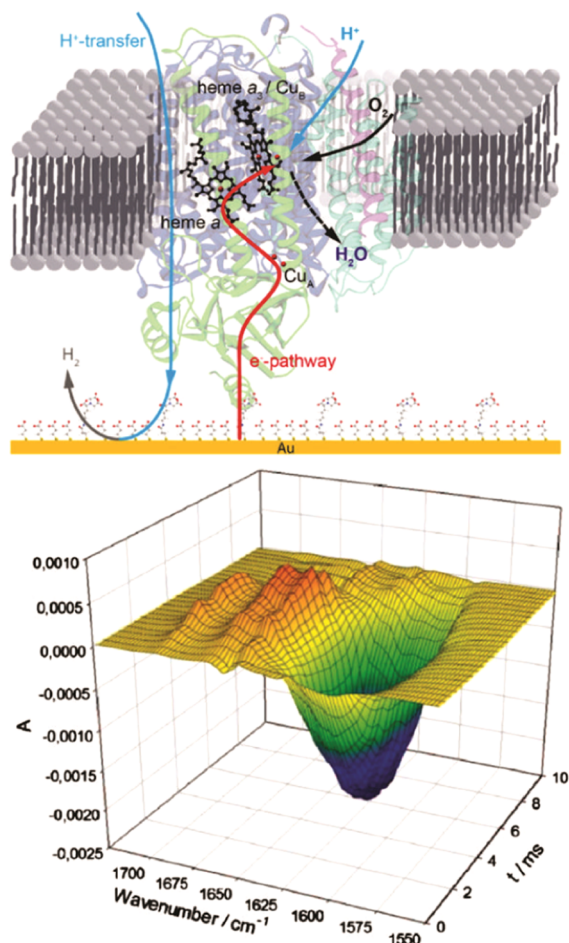 H⁺-transfer
H⁺
heme a₃ / Cu_B
O₂
heme a
H₂O
Cu_A
H₂
e⁻-pathway
Au
0,0010
0,0005
0,0000
-0,0005
-0,0010
-0,0015
-0,0020
-0,0025
A
1700
1675
1650
1625
1600
1575
1550
Wavenumber / cm⁻¹
0
2
4
6
8
10
t / ms